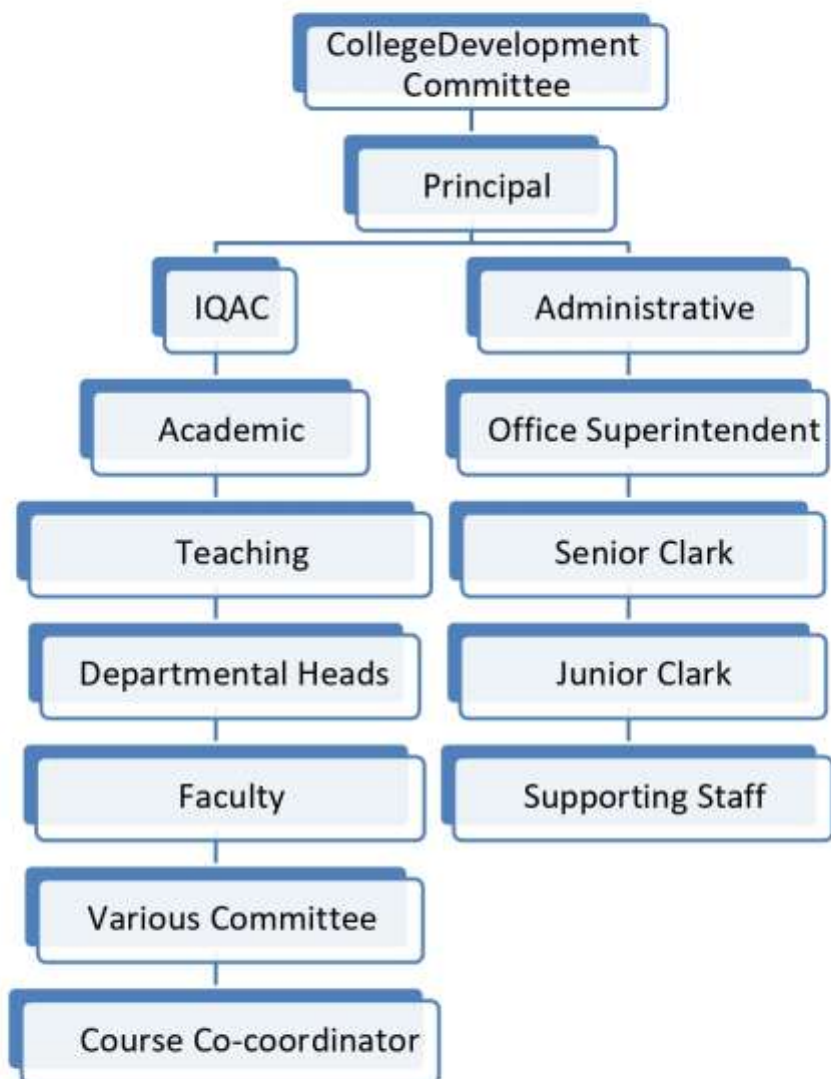 CollegeDevelopment
Committee
Principal
IQAC
Administrative
Academic
Office Superintendent
Teaching
Senior Clark
Departmental Heads
Junior Clark
Faculty
Supporting Staff
Various Committee
Course Co-coordinator